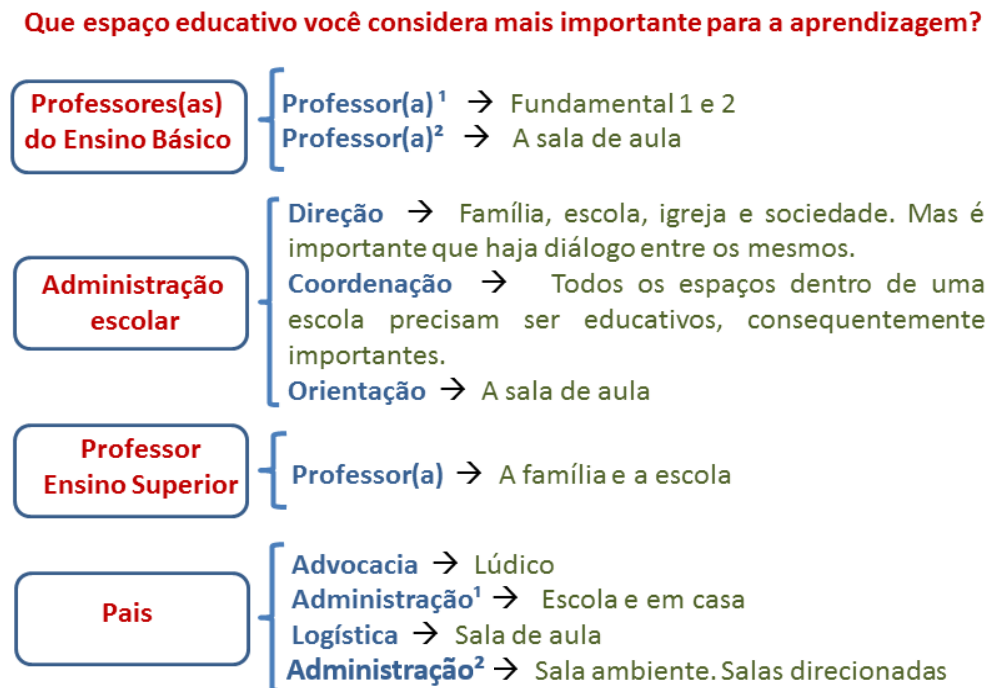 Que espaço educativo você considera mais importante para a aprendizagem?
Professores(as)
do Ensino Básico
Professor(a)¹ → Fundamental 1 e 2
Professor(a)² → A sala de aula
Administração
escolar
Direção → Família, escola, igreja e sociedade. Mas é
importante que haja diálogo entre os mesmos.
Coordenação → Todos os espaços dentro de uma
escola precisam ser educativos, consequentemente
importantes.
Orientação → A sala de aula
Professor
Ensino Superior
Professor(a) → A família e a escola
Pais
Advocacia → Lúdico
Administração¹ → Escola e em casa
Logística → Sala de aula
Administração² → Sala ambiente. Salas direcionadas